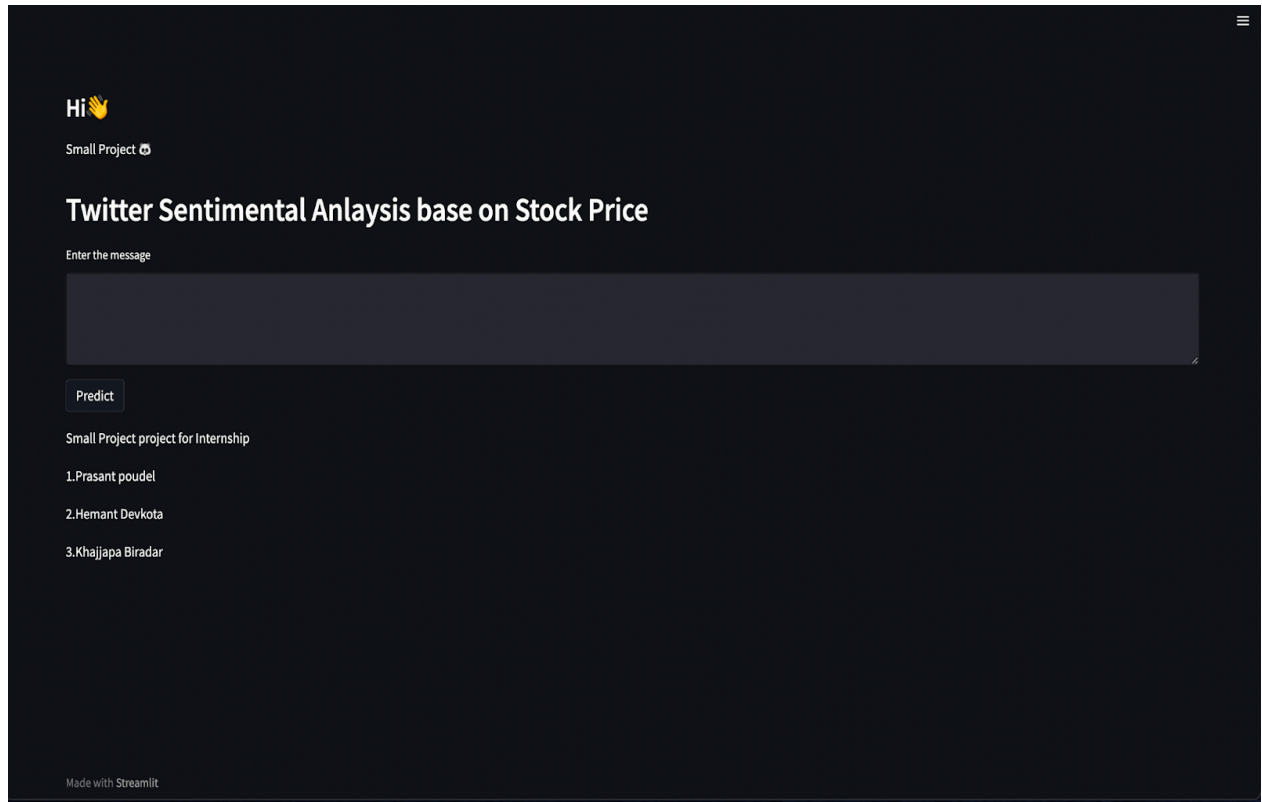 Hi👋
Small Project 🐼
Twitter Sentimental Anlaysis base on Stock Price
Enter the message
Predict
Small Project project for Internship
1.Prasant poudel
2.Hemant Devkota
3.Khajjapa Biradar
Made with Streamlit